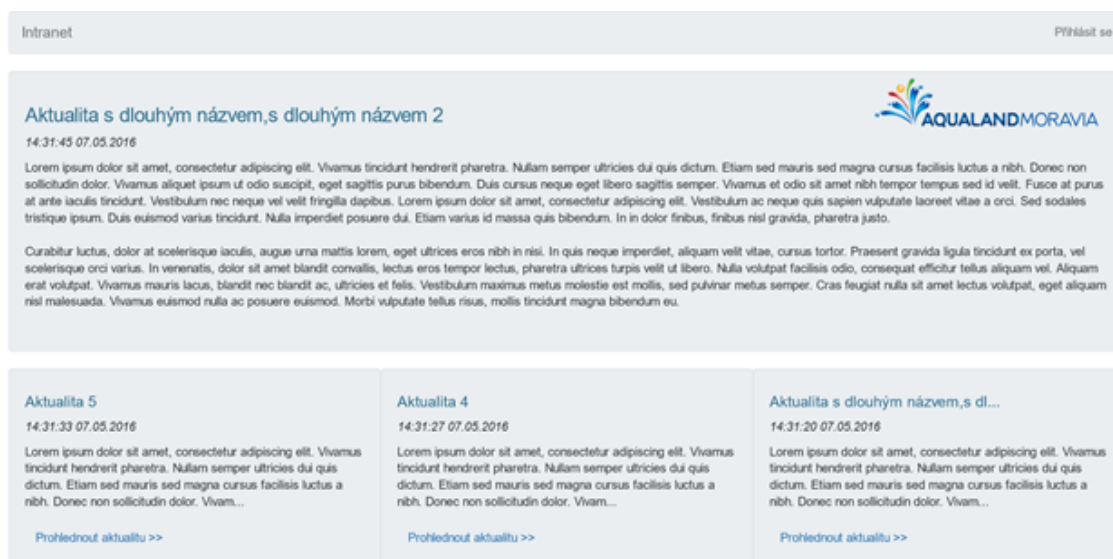 Intranet
Přihlásit se
AQUALANDMORAVIA
Aktualita s dlouhým názvem,s dlouhým názvem 2
14:31:45 07.05.2016
Lorem ipsum dolor sit amet, consectetur adipiscing elit. Vivamus tincidunt hendrerit pharetra. Nullam semper ultricies dui quis dictum. Etiam sed mauris sed magna cursus facilisis luctus a nibh. Donec non
sollicitudin dolor. Vivamus aliquet ipsum ut odio suscipit, eget sagittis purus bibendum. Duis cursus neque eget libero sagittis semper. Vivamus et odio sit amet nibh tempor tempus sed id velit. Fusce at purus
at ante iaculis tincidunt. Vestibulum nec neque vel velit fringilla dapibus. Lorem ipsum dolor sit amet, consectetur adipiscing elit. Vestibulum ac neque quis sapien vulputate laoreet vitae a orci. Sed sodales
tristique ipsum. Duis euismod varius tincidunt. Nulla imperdiet posuere dui. Etiam varius id massa quis bibendum. In in dolor finibus, finibus nisl gravida, pharetra justo.
Curabitur luctus, dolor at scelerisque iaculis, augue urna mattis lorem, eget ultrices eros nibh in nisi. In quis neque imperdiet, aliquam velit vitae, cursus tortor. Praesent gravida ligula tincidunt ex porta, vel
scelerisque orci varius. In venenatis, dolor sit amet blandit convallis, lectus eros tempor lectus, pharetra ultrices turpis velit ut libero. Nulla volutpat facilisis odio, consequat efficitur tellus aliquam vel. Aliquam
erat volutpat. Vivamus mauris lacus, blandit nec blandit ac, ultricies et felis. Vestibulum maximus metus molestie est mollis, sed pulvinar metus semper. Cras feugiat nulla sit amet lectus volutpat, eget aliquam
nisl malesuada. Vivamus euismod nulla ac posuere euismod. Morbi vulputate tellus risus, mollis tincidunt magna bibendum eu.
Aktualita 5
14:31:33 07.05.2016
Lorem ipsum dolor sit amet, consectetur adipiscing elit. Vivamus
tincidunt hendrerit pharetra. Nullam semper ultricies dui quis
dictum. Etiam sed mauris sed magna cursus facilisis luctus a
nibh. Donec non sollicitudin dolor. Vivam...
Prohlednout aktualitu >>
Aktualita 4
14:31:27 07.05.2016
Lorem ipsum dolor sit amet, consectetur adipiscing elit. Vivamus
tincidunt hendrerit pharetra. Nullam semper ultricies dui quis
dictum. Etiam sed mauris sed magna cursus facilisis luctus a
nibh. Donec non sollicitudin dolor. Vivam...
Prohlednout aktualitu >>
Aktualita s dlouhým názvem,s dl...
14:31:20 07.05.2016
Lorem ipsum dolor sit amet, consectetur adipiscing elit. Vivamus
tincidunt hendrerit pharetra. Nullam semper ultricies dui quis
dictum. Etiam sed mauris sed magna cursus facilisis luctus a
nibh. Donec non sollicitudin dolor. Vivam...
Prohlednout aktualitu >>